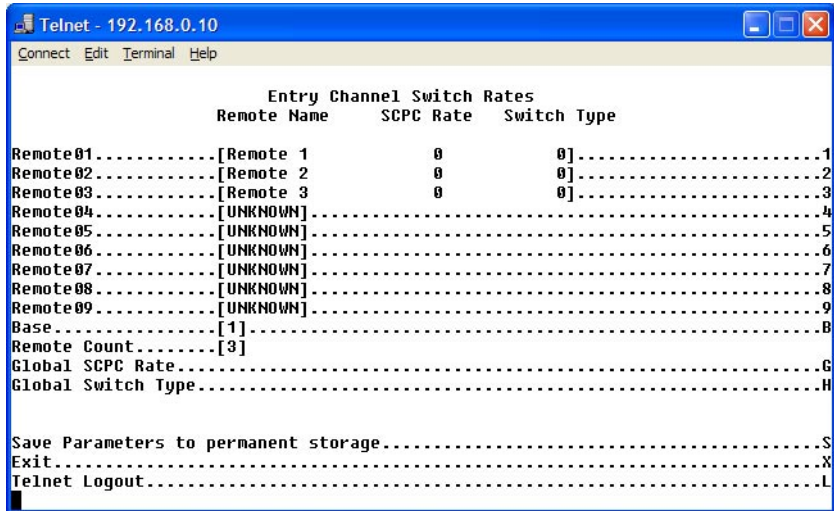 Telnet - 192.168.0.10
Connect Edit Terminal Help
Entry Channel Switch Rates
Remote Name SCPC Rate Switch Type
Remote01............[Remote 1 0 0]........................1
Remote02............[Remote 2 0 0]........................2
Remote03............[Remote 3 0 0]........................3
Remote04............[UNKNOWN]..................................................4
Remote05............[UNKNOWN]..................................................5
Remote06............[UNKNOWN]..................................................6
Remote07............[UNKNOWN]..................................................7
Remote08............[UNKNOWN]..................................................8
Remote09............[UNKNOWN]..................................................9
Base................[1]........................................................B
Remote Count........[3]
Global SCPC Rate...............................................................G
Global Switch Type.............................................................H
Save Parameters to permanent storage...........................................S
Exit...........................................................................X
Telnet Logout..................................................................L